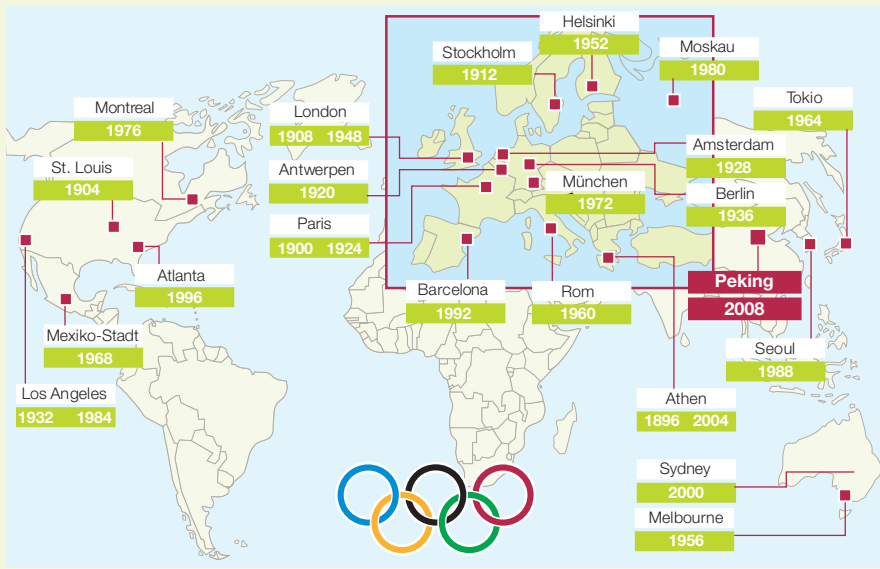 Helsinki
1952
Stockholm
1912
Moskau
1980
Montreal
1976
London
1908 1948
Tokio
1964
St. Louis
1904
Antwerpen
1920
Amsterdam
1928
München
1972
Berlin
1936
Paris
1900 1924
Atlanta
1996
Peking
2008
Barcelona
1992
Rom
1960
Mexiko-Stadt
1968
Seoul
1988
Los Angeles
1932 1984
Athen
1896 2004
Sydney
2000
Melbourne
1956